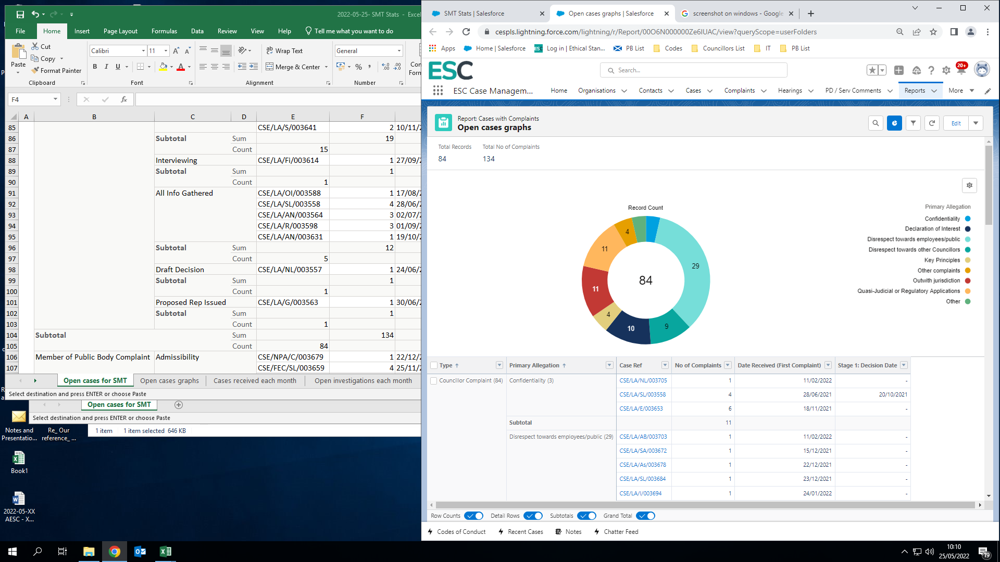 2022-05-25- SMT Stats - Excel
File Home Insert Page Layout Formulas Data Review View Help Tell me what you want to do
Paste
Cut
Copy
Format Painter
Calibri 11
B I U
Wrap Text
Merge & Center
General
%
Con
Form
Clipboard Font Alignment Number
F4 fx
A B C D E F
85 CSE/LA/S/003641 2 10/11/2
86 Subtotal Sum 19
87 Count 15
88 Interviewing CSE/LA/Fi/003614 1 27/09/2
89 Subtotal Sum 1
90 Count 1
91 All Info Gathered CSE/LA/OI/003588 1 17/08/2
92 CSE/LA/SL/003558 4 28/06/2
93 CSE/LA/AN/003564 3 02/07/2
94 CSE/LA/R/003598 3 01/09/2
95 CSE/LA/AN/003631 1 19/10/2
96 Subtotal Sum 12
97 Count 5
98 Draft Decision CSE/LA/NL/003557 1 24/06/2
99 Subtotal Sum 1
100 Count 1
101 Proposed Rep Issued CSE/LA/G/003563 1 30/06/2
102 Subtotal Sum 1
103 Count 1
104 Subtotal Sum 134
105 Count 84
106 Member of Public Body Complaint Admissibility CSE/NPA/C/003679 1 22/12/2
107 CSE/FEC/SL/003659 4 25/11/2
Open cases for SMT Open cases graphs Cases received each month Open investigations each month
Select destination and press ENTER or choose Paste
Open cases for SMT
Select destination and press ENTER or choose Paste
1 item 1 item selected 646 KB
Notes and Presentatio...
Re_ Our reference_ ...
Book1
2022-05-XX
AESC - X...
SMT Stats | Salesforce
Open cases graphs | Salesforce
screenshot on windows - Google
cespls.lightning.force.com/lightning/r/Report/00O6N000000Ze6IUAC/view?queryScope=userFolders
Apps Home | Salesforce Log in | Ethical Stan... PB List Codes Councillors List IT PB List
ESC
Search...
20+
ESC Case Managem... Home Organisations Contacts Cases Complaints Hearings PD / Serv Comments Reports More
Report: Cases with Complaints
Open cases graphs
Edit
Total Records Total No of Complaints
84 134
Record Count
4
11
29
84
11
4
10
9
Primary Allegation
Confidentiality
Declaration of Interest
Disrespect towards employees/public
Disrespect towards other Councillors
Key Principles
Other complaints
Outwith jurisdiction
Quasi-Judicial or Regulatory Applications
Other
Type Primary Allegation Case Ref No of Complaints Date Received (First Complaint) Stage 1: Decision Date
Councillor Complaint (84) Confidentiality (3) CSE/LA/NL/003705 1 11/02/2022 -
CSE/LA/SL/003558 4 28/06/2021 20/10/2021
CSE/LA/E/003653 6 18/11/2021 -
Subtotal 11
Disrespect towards employees/public (29) CSE/LA/AB/003703 1 11/02/2022 -
CSE/LA/SA/003672 1 15/12/2021 -
CSE/LA/As/003678 1 22/12/2021 -
CSE/LA/SL/003684 1 23/12/2021 -
CSE/LA/I/003694 1 24/01/2022 -
Row Counts Detail Rows Subtotals Grand Total
Codes of Conduct Recent Cases Notes Chatter Feed
10:10
25/05/2022
19